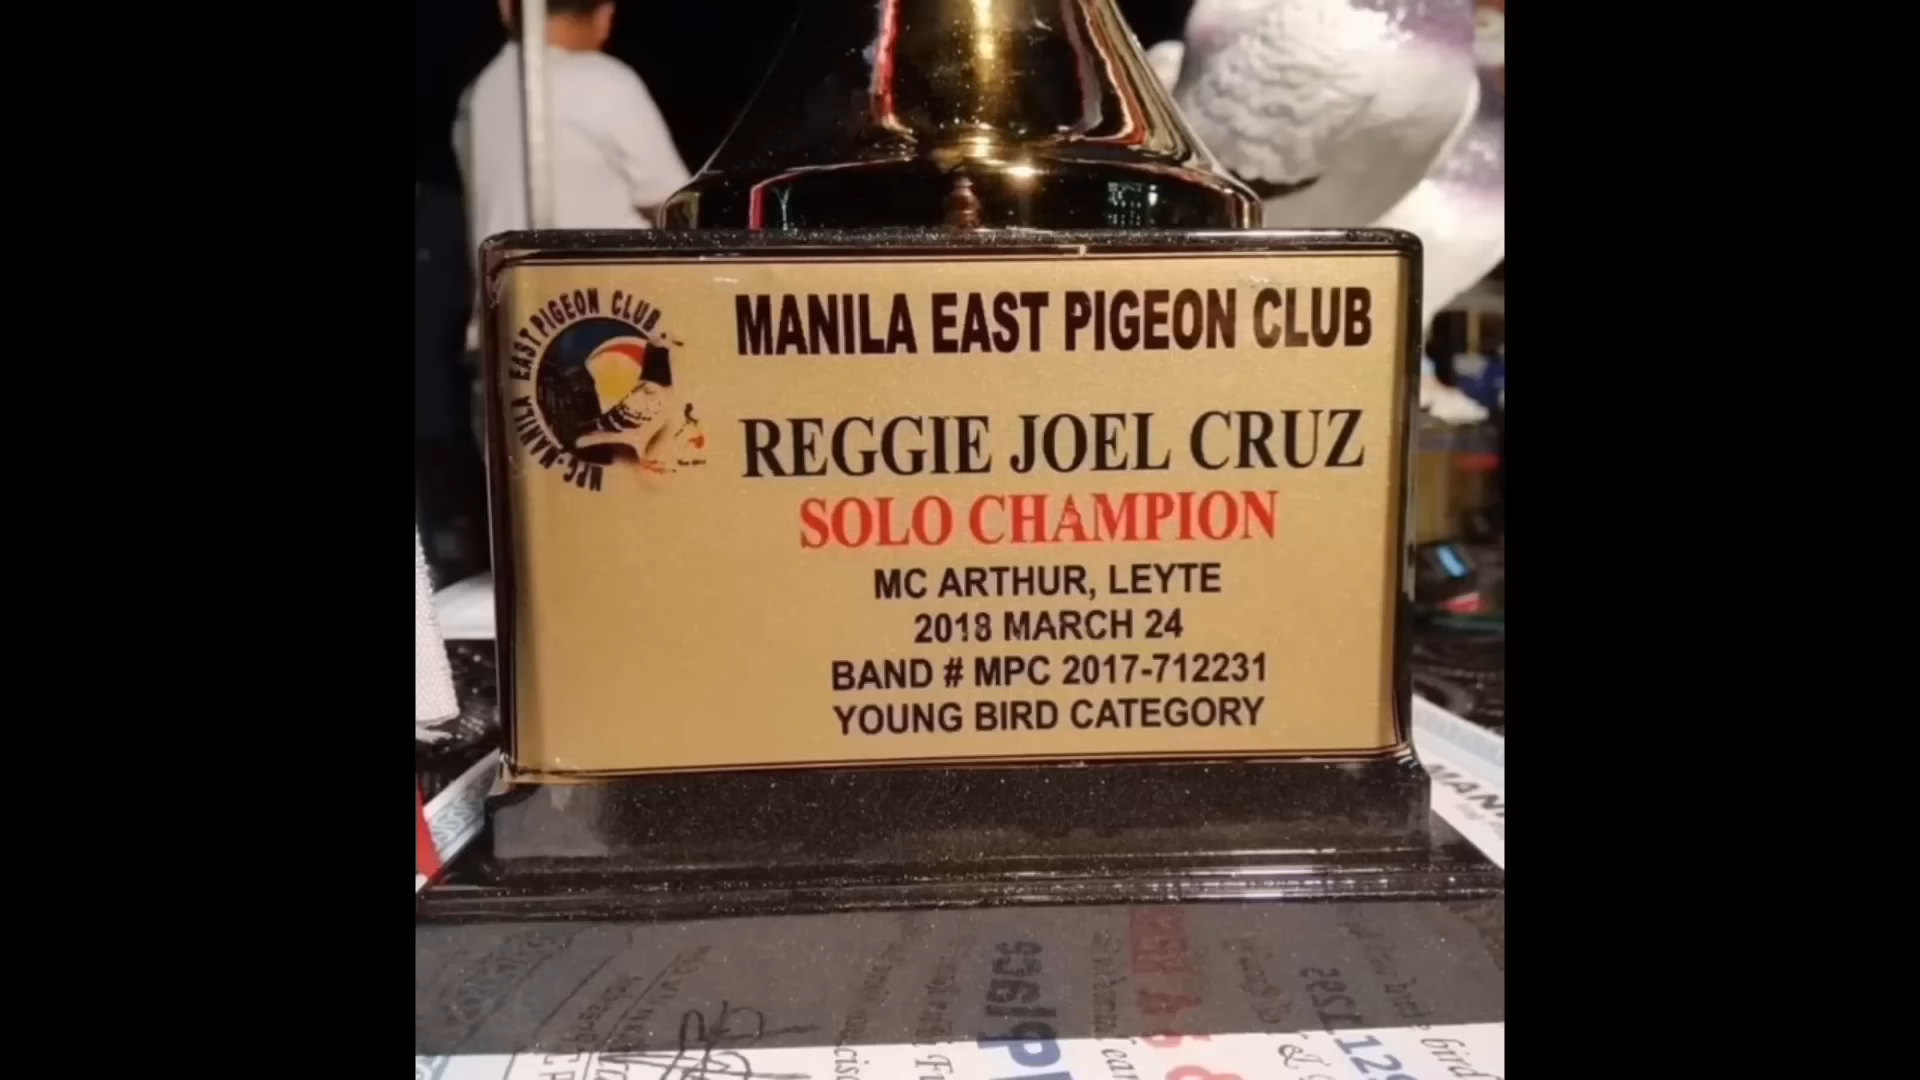 MPC-MANILA EAST PIGEON CLUB
MANILA EAST PIGEON CLUB
REGGIE JOEL CRUZ
SOLO CHAMPION
MC ARTHUR, LEYTE
2018 MARCH 24
BAND # MPC 2017-712231
YOUNG BIRD CATEGORY